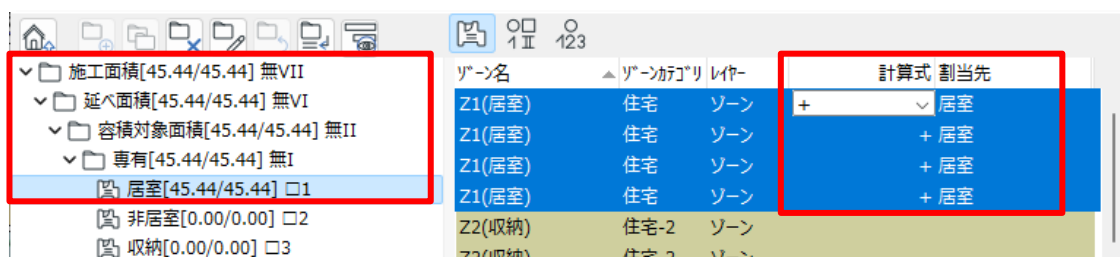 1 II
123
施工面積[45.44/45.44] 無VII
延べ面積[45.44/45.44] 無VI
容積対象面積[45.44/45.44] 無II
専有[45.44/45.44] 無I
居室[45.44/45.44] □1
非居室[0.00/0.00] □2
収納[0.00/0.00] □3
ｿﾞｰﾝ名 ｿﾞｰﾝｶﾃｺﾞﾘ ﾚｲﾔｰ 計算式 割当先
Z1(居室) 住宅 ゾーン + 居室
Z1(居室) 住宅 ゾーン + 居室
Z1(居室) 住宅 ゾーン + 居室
Z1(居室) 住宅 ゾーン + 居室
Z2(収納) 住宅-2 ゾーン